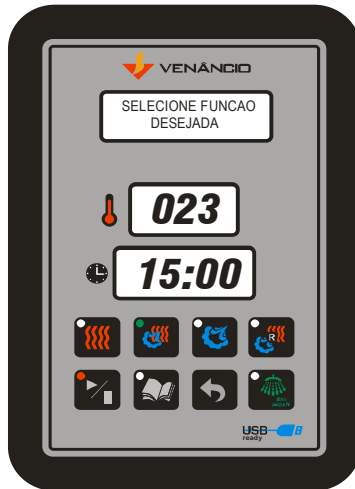 VENÂNCIO
SELECIONE FUNCAO
DESEJADA
023
15:00
R
USB
ready